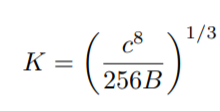 K = \left( \frac{c^8}{256B} \right)^{1/3}